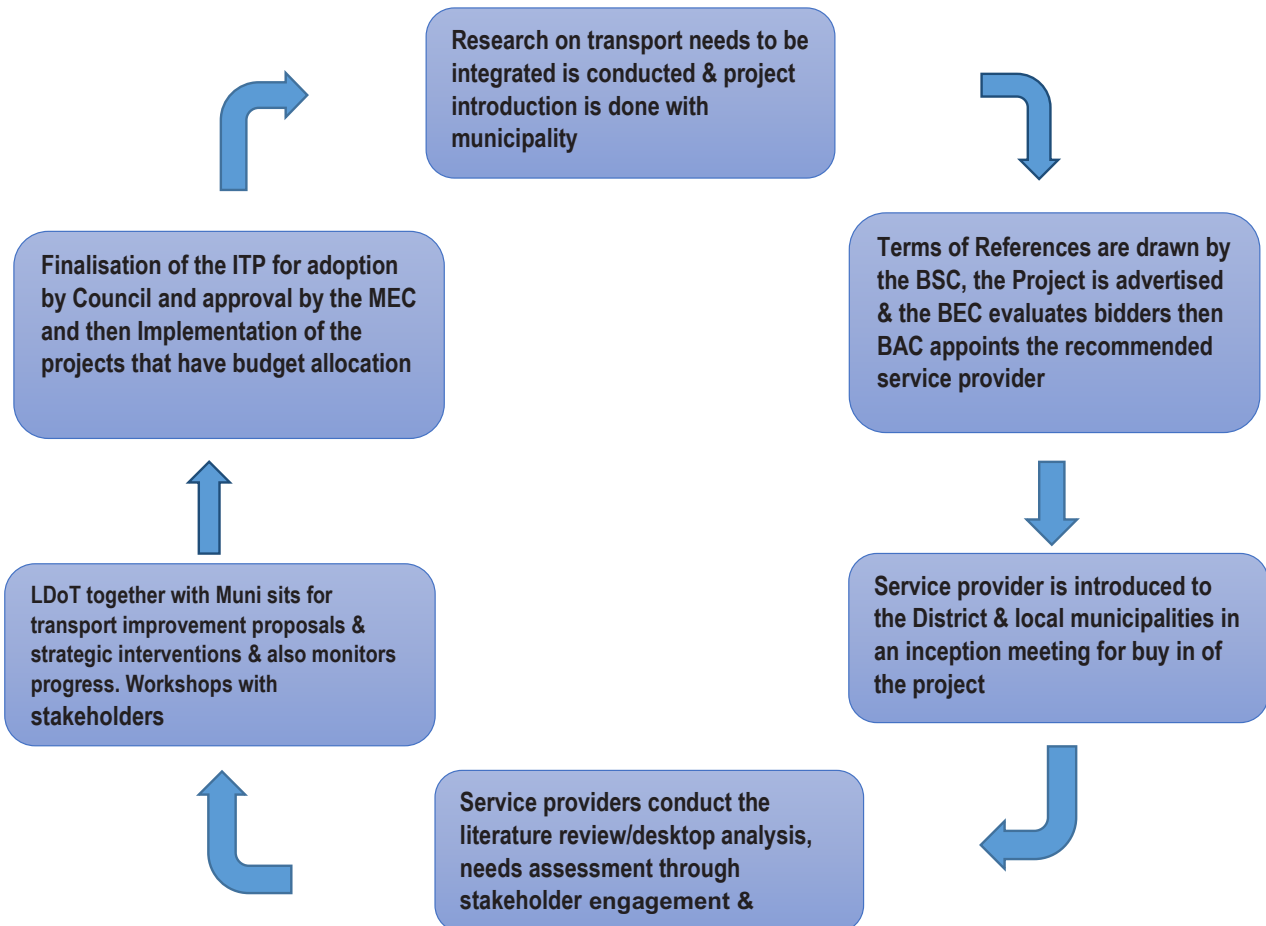 Research on transport needs to be
integrated is conducted & project
introduction is done with
municipality
Terms of References are drawn by
the BSC, the Project is advertised
& the BEC evaluates bidders then
BAC appoints the recommended
service provider
Service provider is introduced to
the District & local municipalities in
an inception meeting for buy in of
the project
Service providers conduct the
literature review/desktop analysis,
needs assessment through
stakeholder engagement &
LDoT together with Muni sits for
transport improvement proposals &
strategic interventions & also monitors
progress. Workshops with
stakeholders
Finalisation of the ITP for adoption
by Council and approval by the MEC
and then Implementation of the
projects that have budget allocation